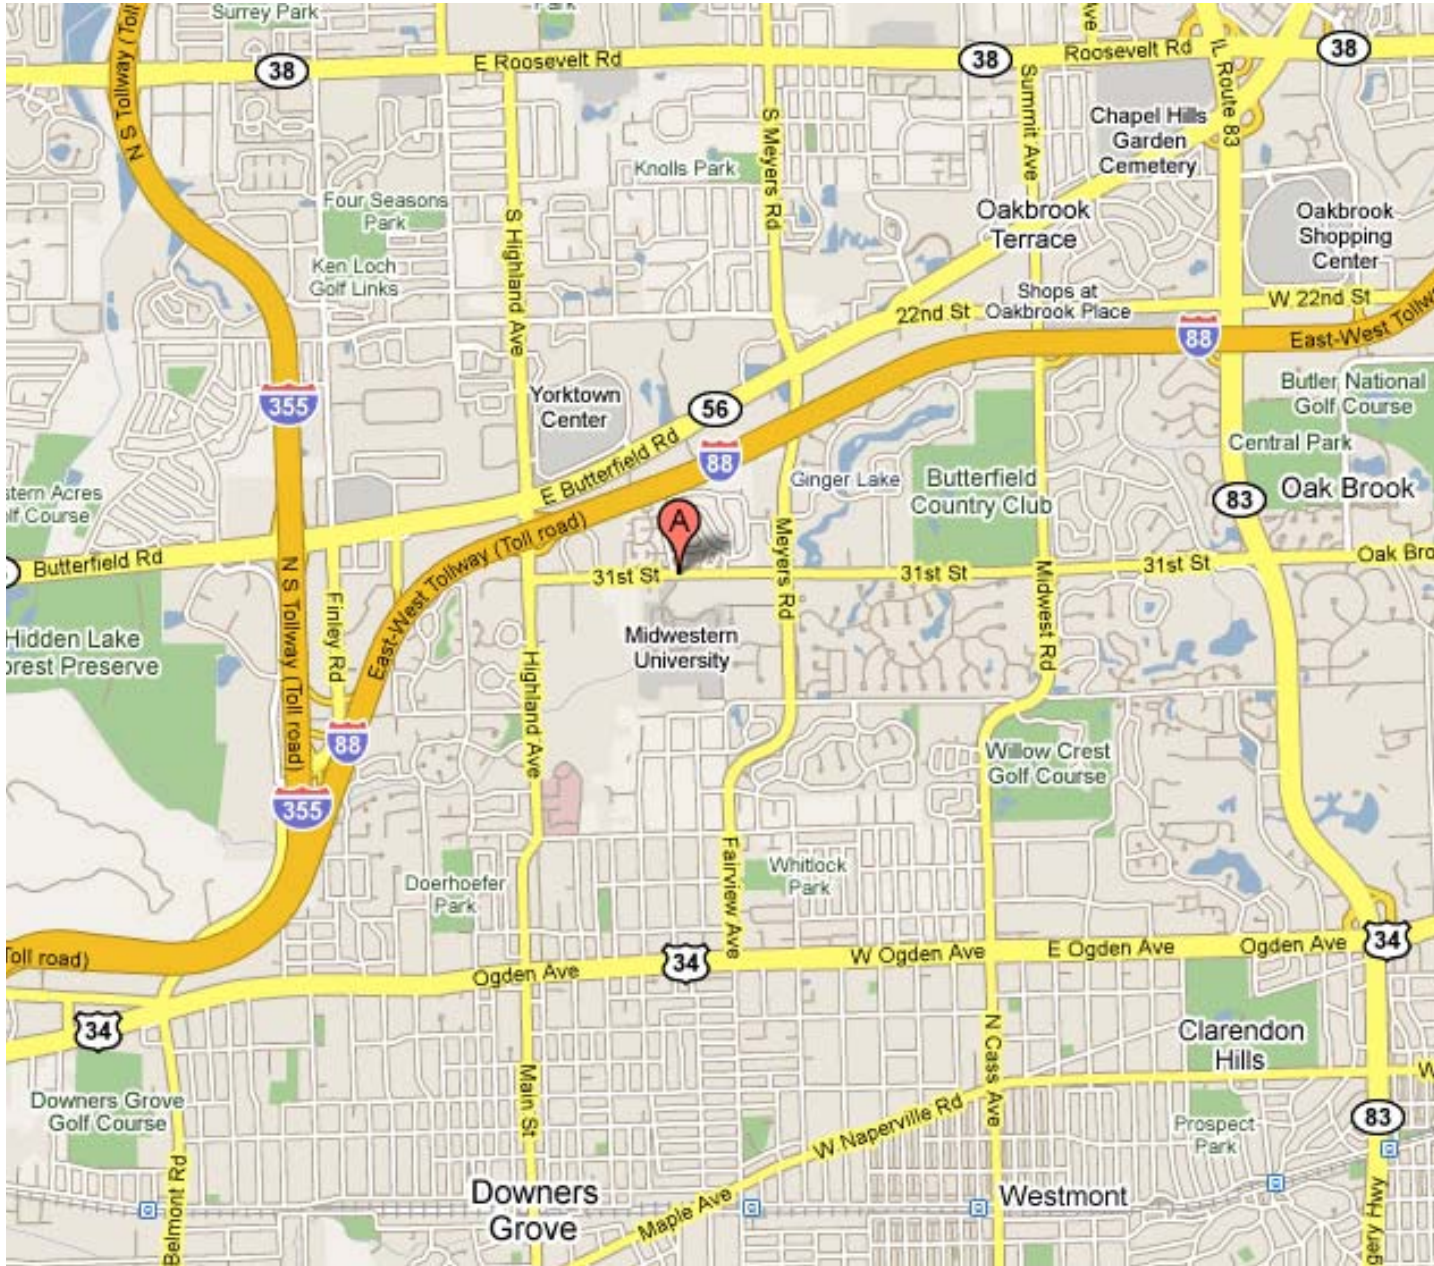 Surrey Park
Park
N S Tollway (Toll
38
E Roosevelt Rd
38
Roosevelt Rd
38
Ave
IL Route 83
Summit Ave
S Meyers Rd
Chapel Hills
Garden
Cemetery
Knolls Park
Four Seasons
Park
S Highland Ave
Oakbrook
Terrace
Oakbrook
Shopping
Center
Ken Loch
Golf Links
Shops at
Oakbrook Place
22nd St
W 22nd St
88
East-West Tollw
355
Yorktown
Center
56
Butler National
Golf Course
E Butterfield Rd
88
Central Park
Ginger Lake
Butterfield
Country Club
stern Acres
lf Course
83
Oak Brook
A
Butterfield Rd
N S Tollway (Toll road)
Finley Rd
East-West Tollway (Toll road)
31st St
Meyers Rd
31st St
Midwest Rd
31st St
Oak Bro
Hidden Lake
orest Preserve
Midwestern
University
Highland Ave
88
Willow Crest
Golf Course
355
Fairview Ave
Whitlock
Park
Doerhoefer
Park
Toll road)
Ogden Ave
34
W Ogden Ave
E Ogden Ave
Ogden Ave
34
34
Clarendon
Hills
N Cass Ave
Main St
Downers Grove
Golf Course
W
W Naperville Rd
83
Prospect
Park
Belmont Rd
Downers
Grove
Maple Ave
Westmont
gery Hwy